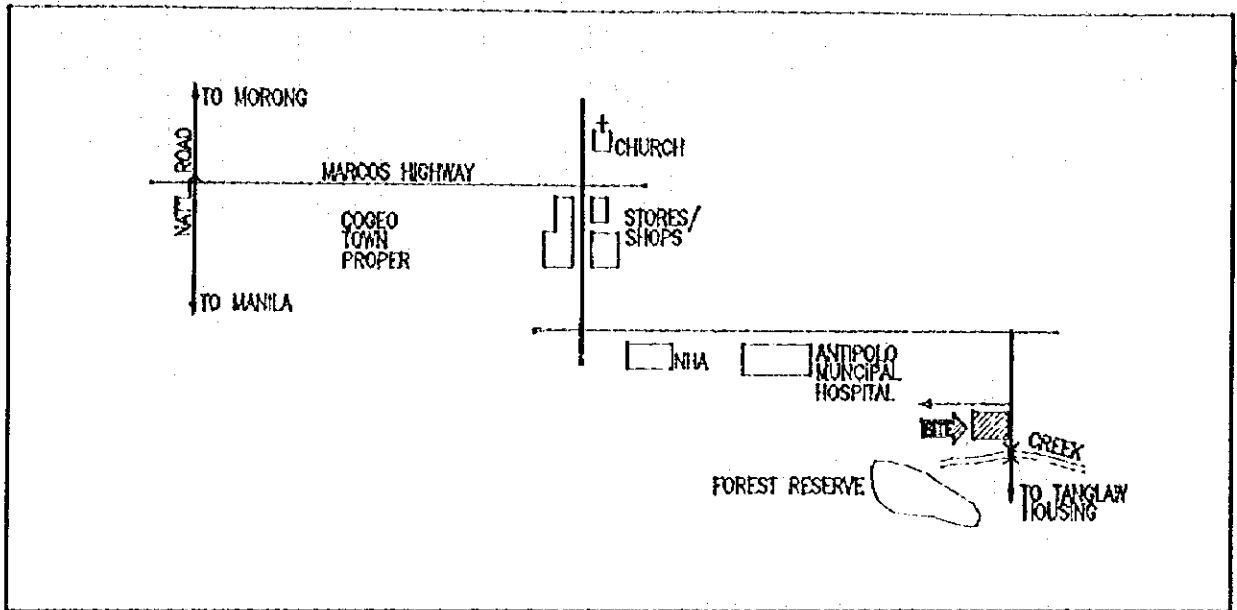 TO MORONG
NAT'L ROAD
CHURCH
MARCOS HIGHWAY
COGEO
TOWN
PROPER
STORES/
SHOPS
TO MANILA
NHA
ANTIPOLO
MUNCIPAL
HOSPITAL
SITE
CREEK
FOREST RESERVE
TO TANGLAW
HOUSING